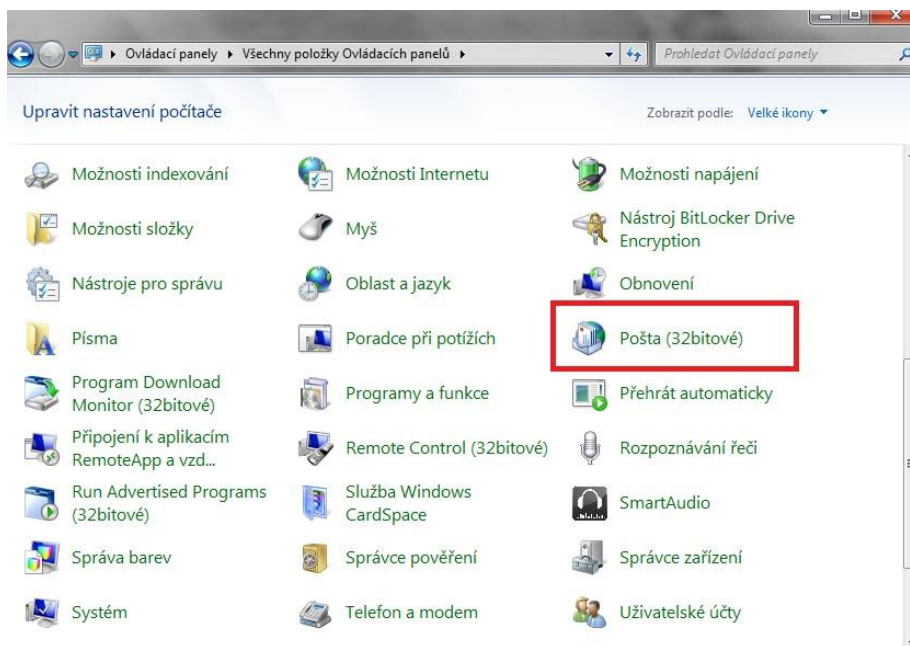 Ovládací panely ▸ Všechny položky Ovládacích panelů ▸ Prohledat Ovládací panely
Upravit nastavení počítače Zobrazit podle: Velké ikony
Možnosti indexování Možnosti Internetu Možnosti napájení
Možnosti složky Myš Nástroj BitLocker Drive
Encryption
Nástroje pro správu Oblast a jazyk Obnovení
Písma Poradce při potížích Pošta (32bitové)
Program Download
Monitor (32bitové) Programy a funkce Přehrát automaticky
Připojení k aplikacím
RemoteApp a vzd... Remote Control (32bitové) Rozpoznávání řeči
Run Advertised Programs
(32bitové)
Služba Windows
CardSpace
SmartAudio
Správa barev Správce pověření Správce zařízení
Systém Telefon a modem Uživatelské účty